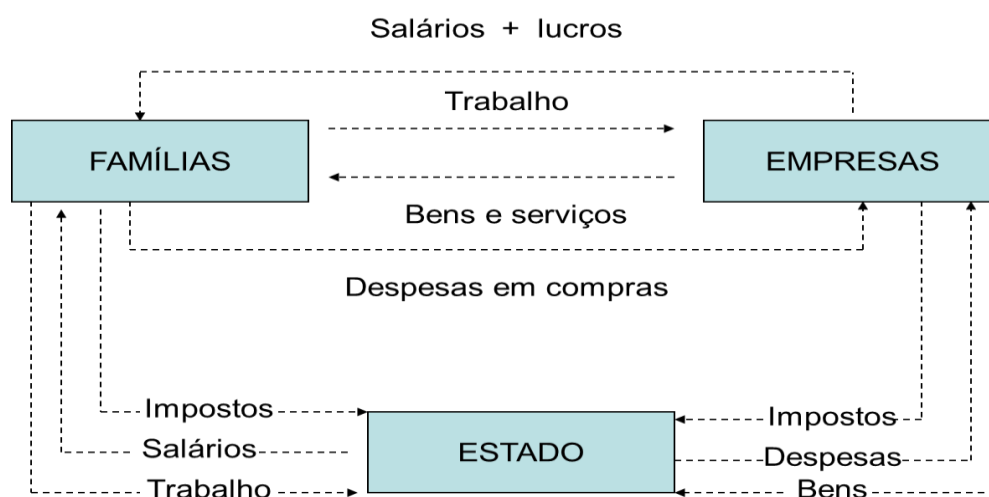 Salários + lucros
Trabalho
FAMÍLIAS
EMPRESAS
Bens e serviços
Despesas em compras
Impostos
Impostos
Salários
ESTADO
Despesas
Trabalho
Bens